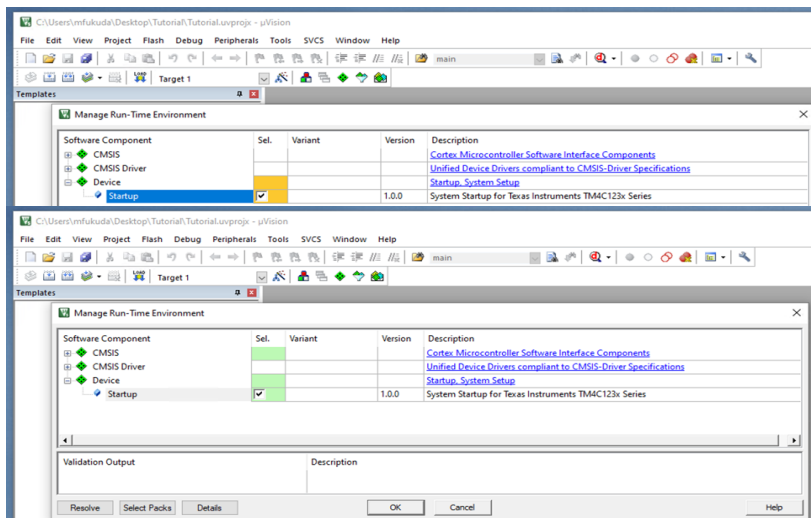 C:\Users\mfukuda\Desktop\Tutorial\Tutorial.uvprojx - µVision
File Edit View Project Flash Debug Peripherals Tools SVCS Window Help
main
LOAD Target 1
Templates
Manage Run-Time Environment
Software Component Sel. Variant Version Description
CMSIS Cortex Microcontroller Software Interface Components
CMSIS Driver Unified Device Drivers compliant to CMSIS-Driver Specifications
Device Startup, System Setup
Startup 1.0.0 System Startup for Texas Instruments TM4C123x Series
C:\Users\mfukuda\Desktop\Tutorial\Tutorial.uvprojx - µVision
File Edit View Project Flash Debug Peripherals Tools SVCS Window Help
main
LOAD Target 1
Templates
Manage Run-Time Environment
Software Component Sel. Variant Version Description
CMSIS Cortex Microcontroller Software Interface Components
CMSIS Driver Unified Device Drivers compliant to CMSIS-Driver Specifications
Device Startup, System Setup
Startup 1.0.0 System Startup for Texas Instruments TM4C123x Series
Validation Output Description
Resolve Select Packs Details OK Cancel Help